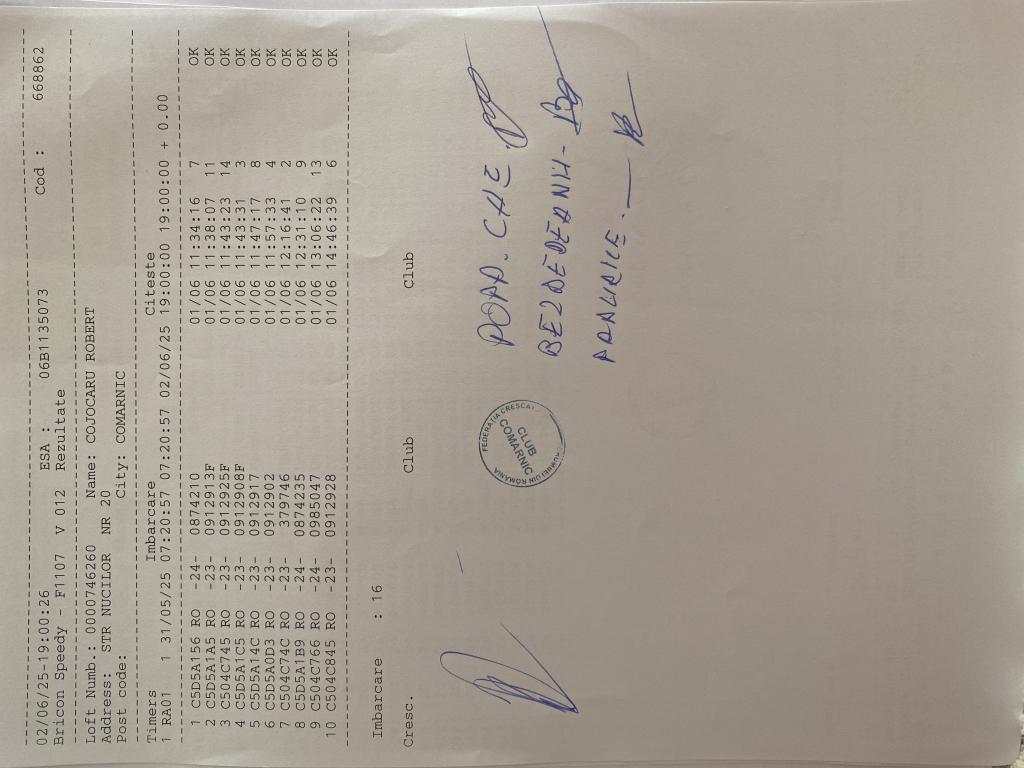 02/06/25-19:00:26 ESA : 06B1135073 Cod : 668862
Bricon Speedy - F1107 V 012 Rezultate
Loft Numb.: 0000746260 Name: COJOCARU ROBERT
Address: STR NUCILOR NR 20
Post code: City: COMARNIC
Timers Imbarcare Citeste
1 RA01 1 31/05/25 07:20:57 07:20:57 02/06/25 19:00:00 19:00:00 + 0.00
1 C5D5A156 RO -24- 0874210 01/06 11:34:16 7 OK
2 C5D5A1A5 RO -23- 0912913F 01/06 11:38:07 11 OK
3 C504C745 RO -23- 0912925F 01/06 11:43:23 14 OK
4 C5D5A1C5 RO -23- 0912908F 01/06 11:43:31 3 OK
5 C5D5A14C RO -23- 0912917 01/06 11:47:17 8 OK
6 C5D5A0D3 RO -23- 0912902 01/06 11:57:33 4 OK
7 C504C74C RO -23- 379746 01/06 12:16:41 2 OK
8 C5D5A1B9 RO -24- 0874235 01/06 12:31:10 9 OK
9 C504C766 RO -24- 0985047 01/06 13:06:22 13 OK
10 C504C845 RO -23- 0912928 01/06 14:46:39 6 OK
Imbarcare : 16
Cresc. Club Club
FEDERATIA CRESCAT
DIN ROMANIA
CLUB
COMARNIC